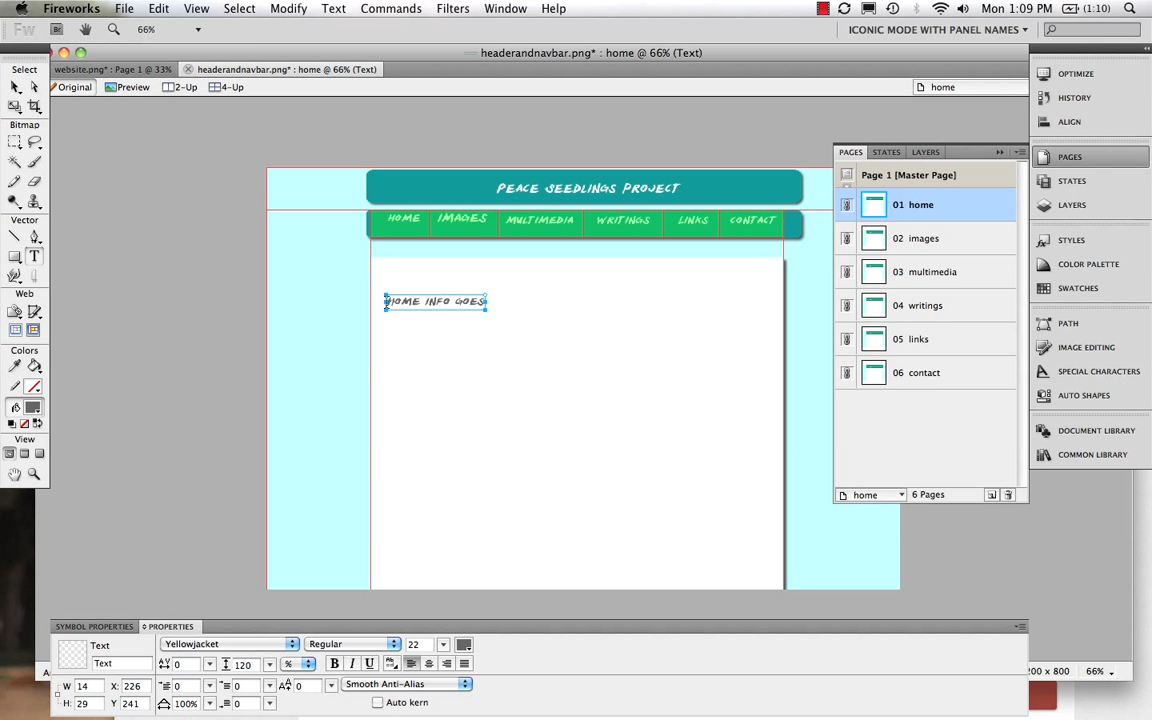 Fireworks File Edit View Select Modify Text Commands Filters Window Help Mon 1:09 PM (1:10)
Fw Br 66% ICONIC MODE WITH PANEL NAMES
headerandnavbar.png* : home @ 66% (Text)
website.png* : Page 1 @ 33% headerandnavbar.png* : home @ 66% (Text)
Original Preview 2-Up 4-Up home
Select
Bitmap
Vector
Web
Colors
View
PEACE SEEDLINGS PROJECT
HOME IMAGES MULTIMEDIA WRITINGS LINKS CONTACT
HOME INFO GOES
PAGES STATES LAYERS
Page 1 [Master Page]
01 home
02 images
03 multimedia
04 writings
05 links
06 contact
home 6 Pages
OPTIMIZE
HISTORY
ALIGN
PAGES
STATES
LAYERS
STYLES
COLOR PALETTE
SWATCHES
PATH
IMAGE EDITING
SPECIAL CHARACTERS
AUTO SHAPES
DOCUMENT LIBRARY
COMMON LIBRARY
SYMBOL PROPERTIES PROPERTIES
Text Yellowjacket Regular 22
Text AV 0 120 % B I U
W 14 X: 226 0 0 0 Smooth Anti-Alias
H: 29 Y: 241 100% 0 Auto kern
200 x 800 66%